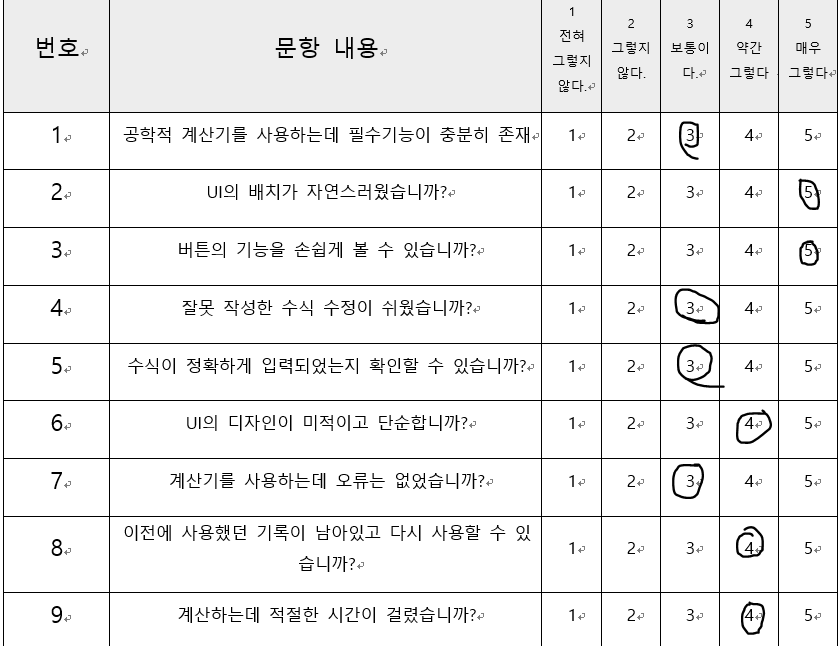 번호 문항 내용 1 전혀 그렇지 않다. 2 그렇지 않다. 3 보통이다. 4 약간 그렇다 5 매우 그렇다
1 공학적 계산기를 사용하는데 필수기능이 충분히 존재 1 2 3 4 5
2 UI의 배치가 자연스러웠습니까? 1 2 3 4 5
3 버튼의 기능을 손쉽게 볼 수 있습니까? 1 2 3 4 5
4 잘못 작성한 수식 수정이 쉬웠습니까? 1 2 3 4 5
5 수식이 정확하게 입력되었는지 확인할 수 있습니까? 1 2 3 4 5
6 UI의 디자인이 미적이고 단순합니까? 1 2 3 4 5
7 계산기를 사용하는데 오류는 없었습니까? 1 2 3 4 5
8 이전에 사용했던 기록이 남아있고 다시 사용할 수 있
습니까? 1 2 3 4 5
9 계산하는데 적절한 시간이 걸렸습니까? 1 2 3 4 5